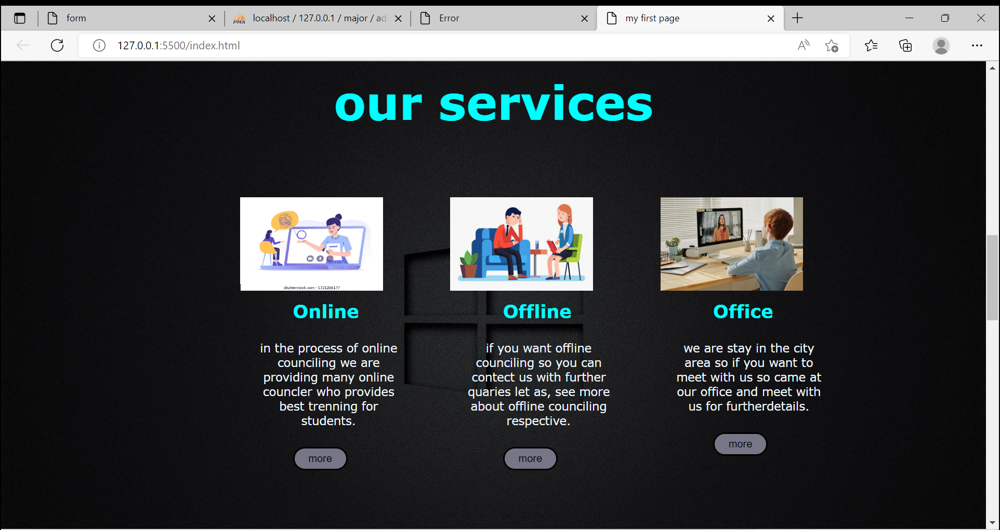 form
localhost / 127.0.0.1 / major / ad
Error
my first page
127.0.0.1:5500/index.html
our services
>
shutterstock.com • 1721206177
Online
in the process of online
counciling we are
providing many online
councler who provides
best trenning for
students.
more
Offline
if you want offline
counciling so you can
contect us with further
quaries let as, see more
about offline counciling
respective.
more
Office
we are stay in the city
area so if you want to
meet with us so came at
our office and meet with
us for furtherdetails.
more